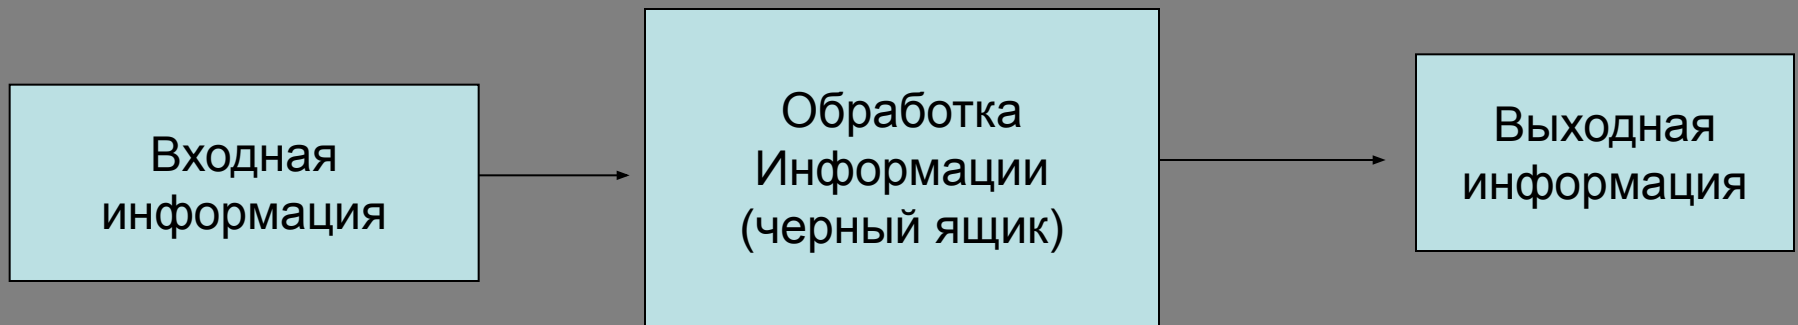 Входная
информация
Обработка
Информации
(черный ящик)
Выходная
информация